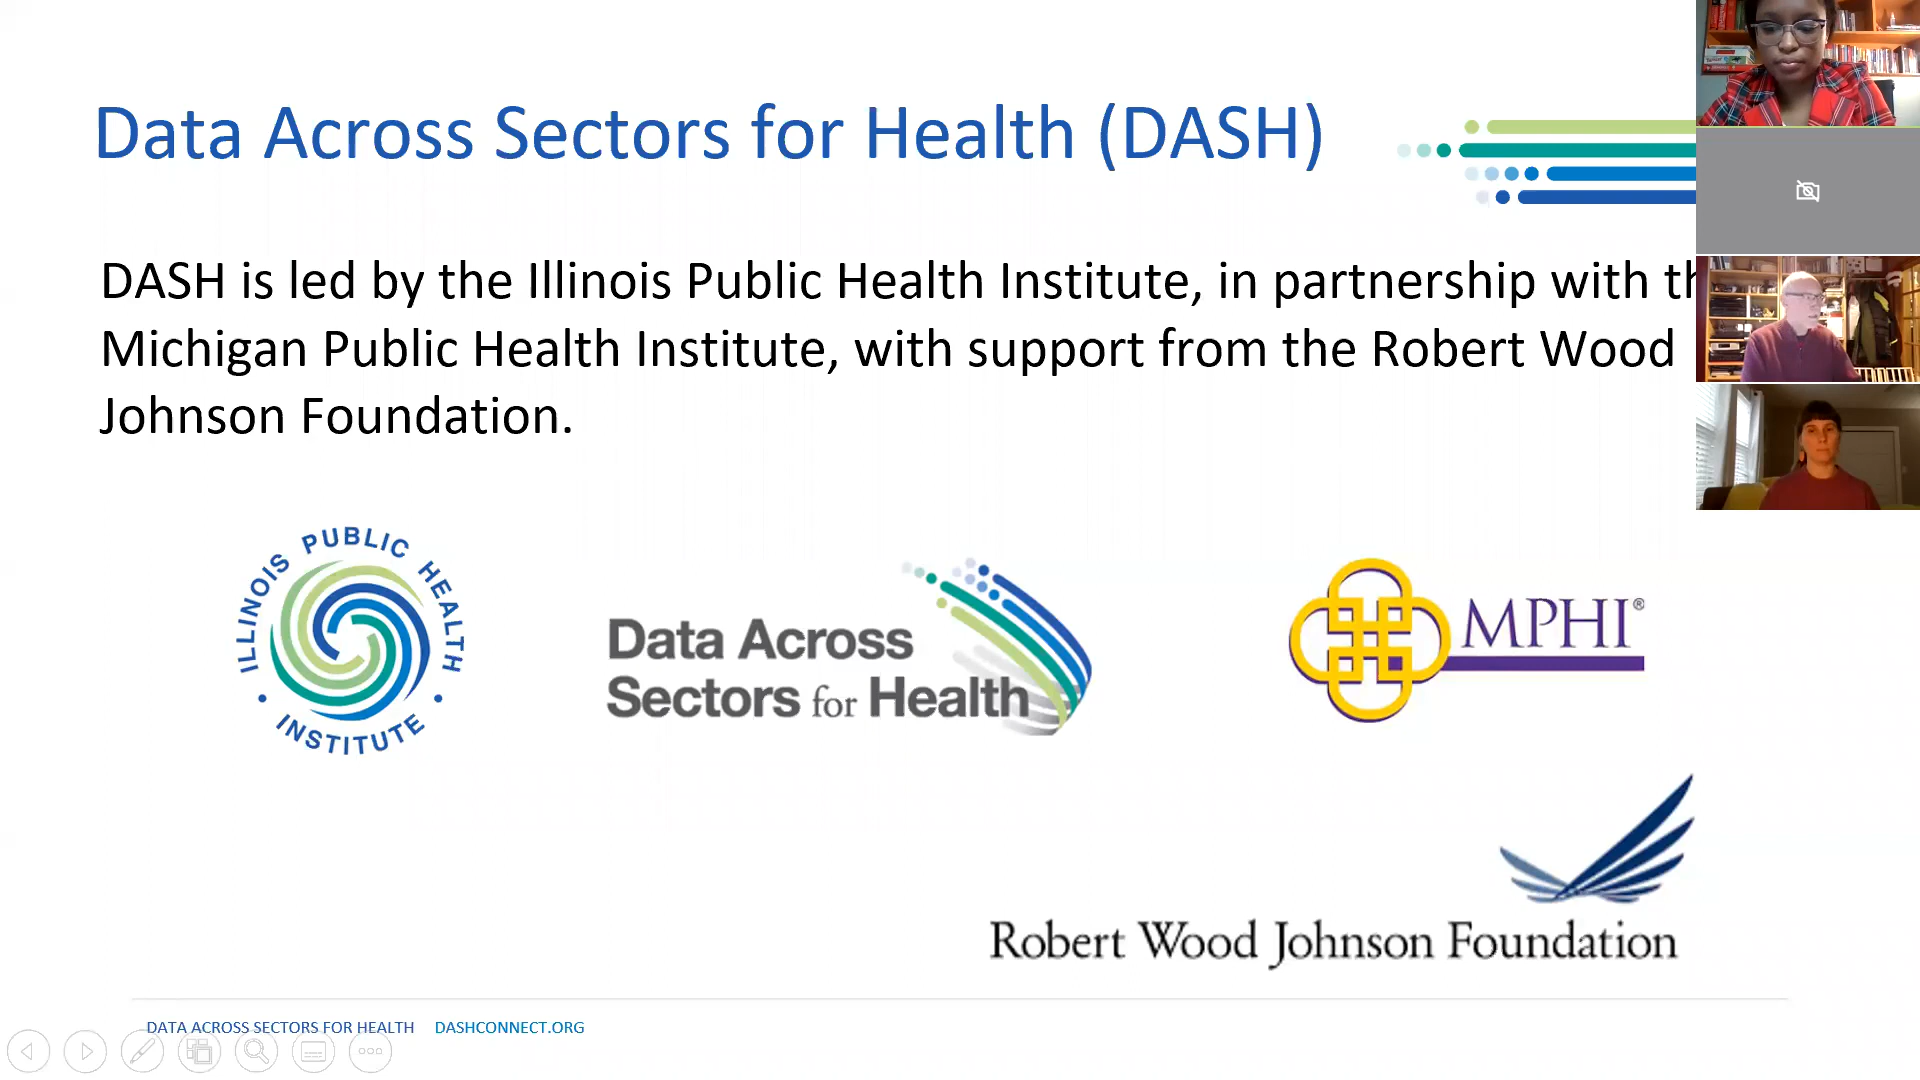 Data Across Sectors for Health (DASH)
DASH is led by the Illinois Public Health Institute, in partnership with th
Michigan Public Health Institute, with support from the Robert Wood
Johnson Foundation.
ILLINOIS PUBLIC HEALTH
• INSTITUTE •
Data Across
Sectors for Health
MPHI®
Robert Wood Johnson Foundation
DATA ACROSS SECTORS FOR HEALTH DASHCONNECT.ORG